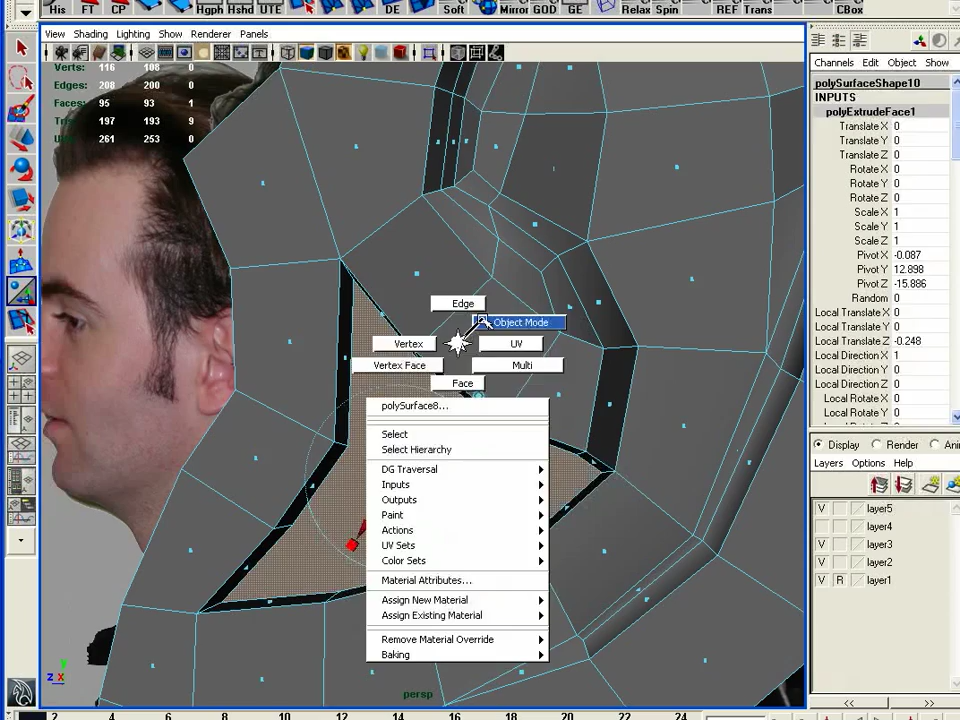 His FT CP Hgph Hshd UTE DE Soft Mirror GOD GE Relax Spin REF Trans CBox
View Shading Lighting Show Renderer Panels
Channels Edit Object Show
Verts: 116 108 0
Edges: 208 200 0
Faces: 95 93 1
197 193 9
261 253 0
polySurfaceShape10
INPUTS
polyExtrudeFace1
Translate X 0
Translate Y 0
Translate Z 0
Rotate X 0
Rotate Y 0
Rotate Z 0
Scale X 1
Scale Y 1
Scale Z 1
Pivot X -0.087
Pivot Y 12.898
Pivot Z -15.886
Random 0
Local Translate X 0
Local Translate Y 0
Local Translate Z -0.248
Local Direction X 1
Local Direction Y 0
Local Direction Z 0
Local Rotate X 0
Local Rotate Y 0
Edge
Object Mode
Vertex UV
Vertex Face Multi
Face
polySurface8...
Select
Select Hierarchy
DG Traversal
Inputs
Outputs
Paint
Actions
UV Sets
Color Sets
Material Attributes...
Assign New Material
Assign Existing Material
Remove Material Override
Baking
Display Render
Layers Options Help
V layer5
layer4
V layer3
V layer2
V R layer1
y
z x
persp
2 4 6 8 10 12 14 16 18 20 22 24
<< >>